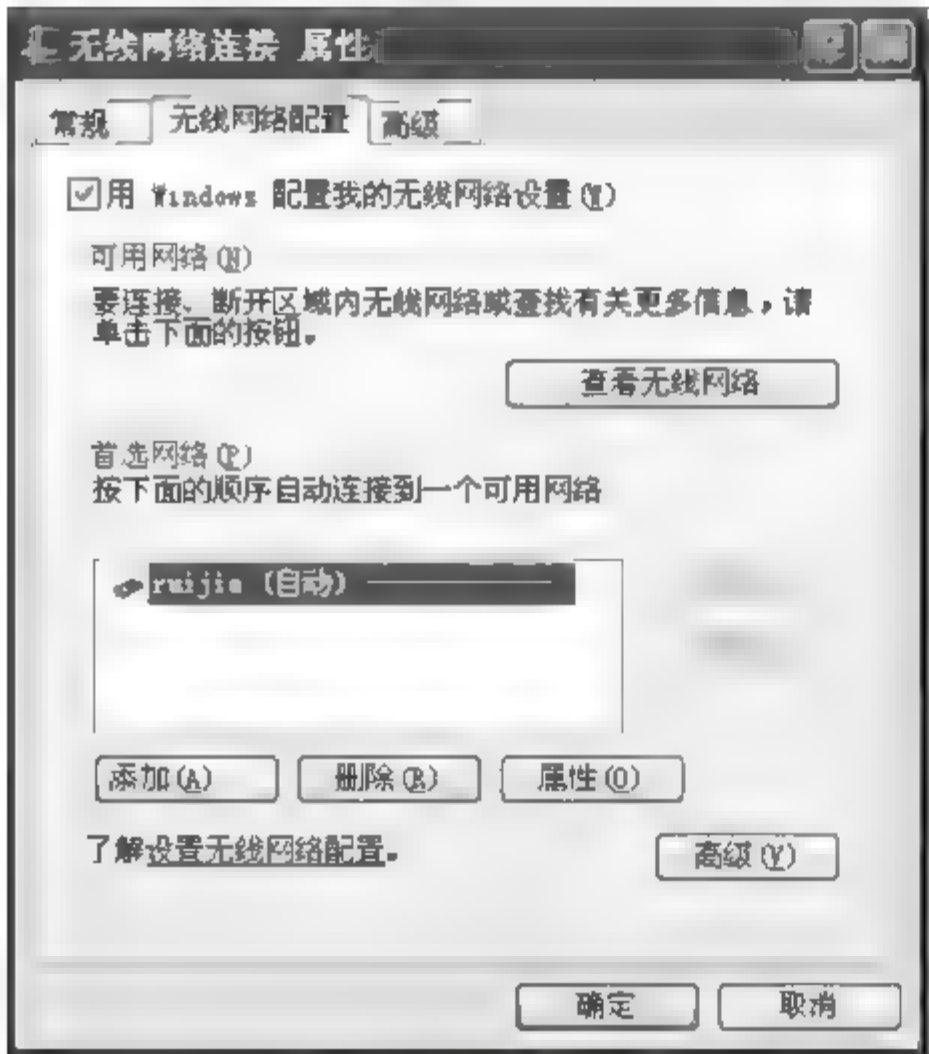 无线网络连接 属性
常规
无线网络配置
高级
用 Windows 配置我的无线网络设置(W)
可用网络(N)
要连接、断开区域内无线网络或查找有关更多信息，请
单击下面的按钮。
查看无线网络
首选网络(P)
按下面的顺序自动连接到一个可用网络
ruijie (自动)
添加(A)
删除(R)
属性(O)
了解设置无线网络配置。
高级(V)
确定
取消